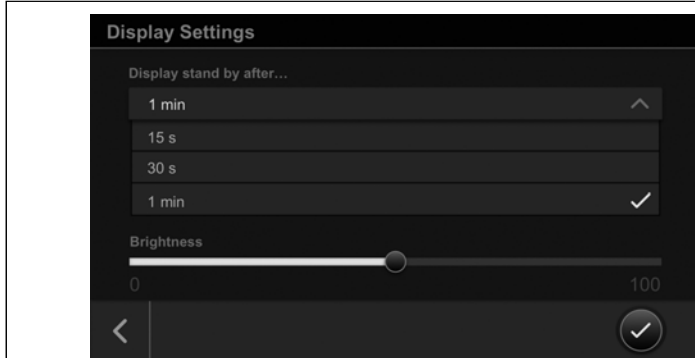 Display Settings
Display stand by after...
1 min
15 s
30 s
1 min
Brightness
0 100